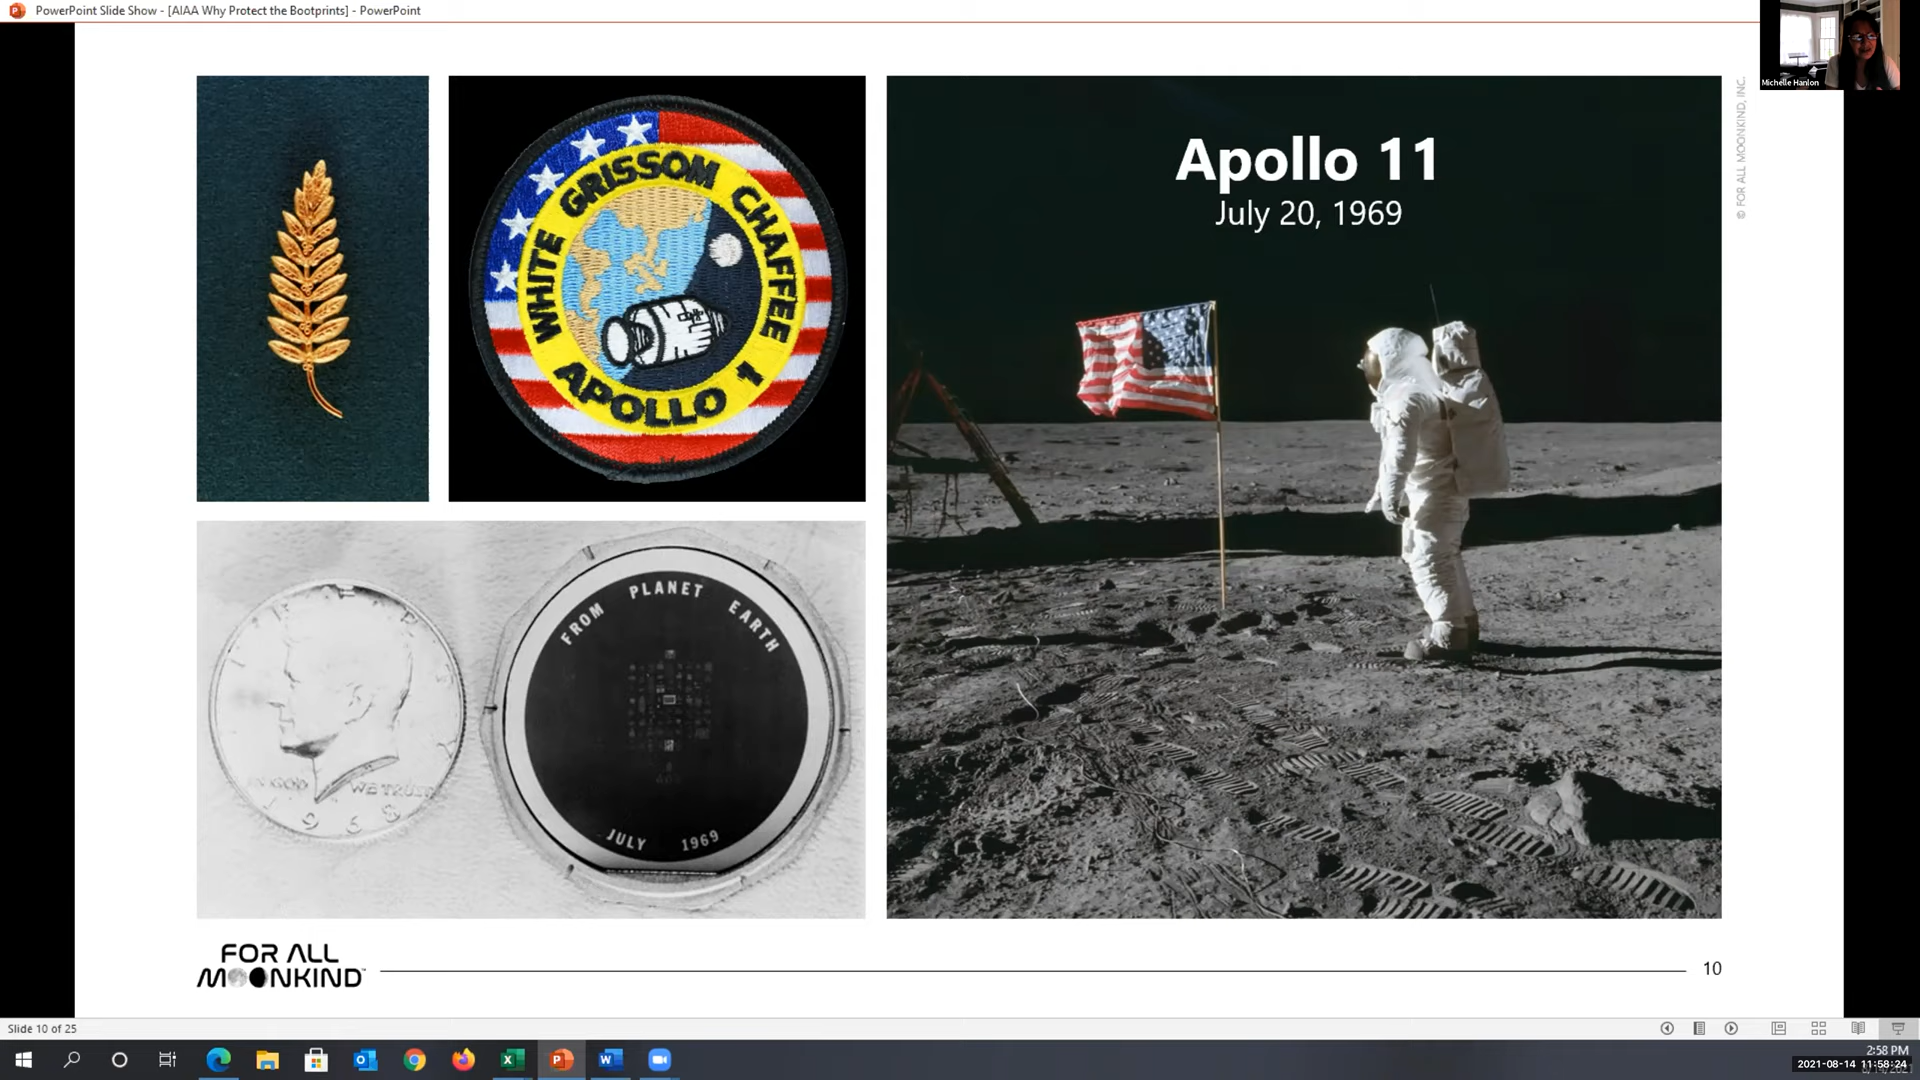 PowerPoint Slide Show - [AIAA Why Protect the Bootprints] - PowerPoint
Michelle Hanlon
© FOR ALL MOONKIND, INC.
WHITE GRISSOM CHAFFEE
APOLLO 1
Apollo 11
July 20, 1969
WE TRUST
1968
FROM PLANET EARTH
JULY 1969
FOR ALL
MOONKIND
10
Slide 10 of 25
2:58 PM
2021-08-14 11:58:24